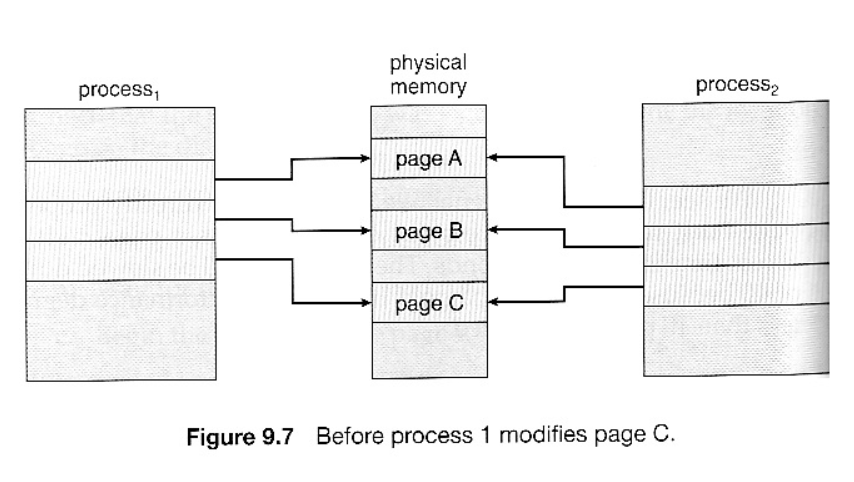 physical
memory
process₁
process₂
page A
page B
page C
Figure 9.7 Before process 1 modifies page C.